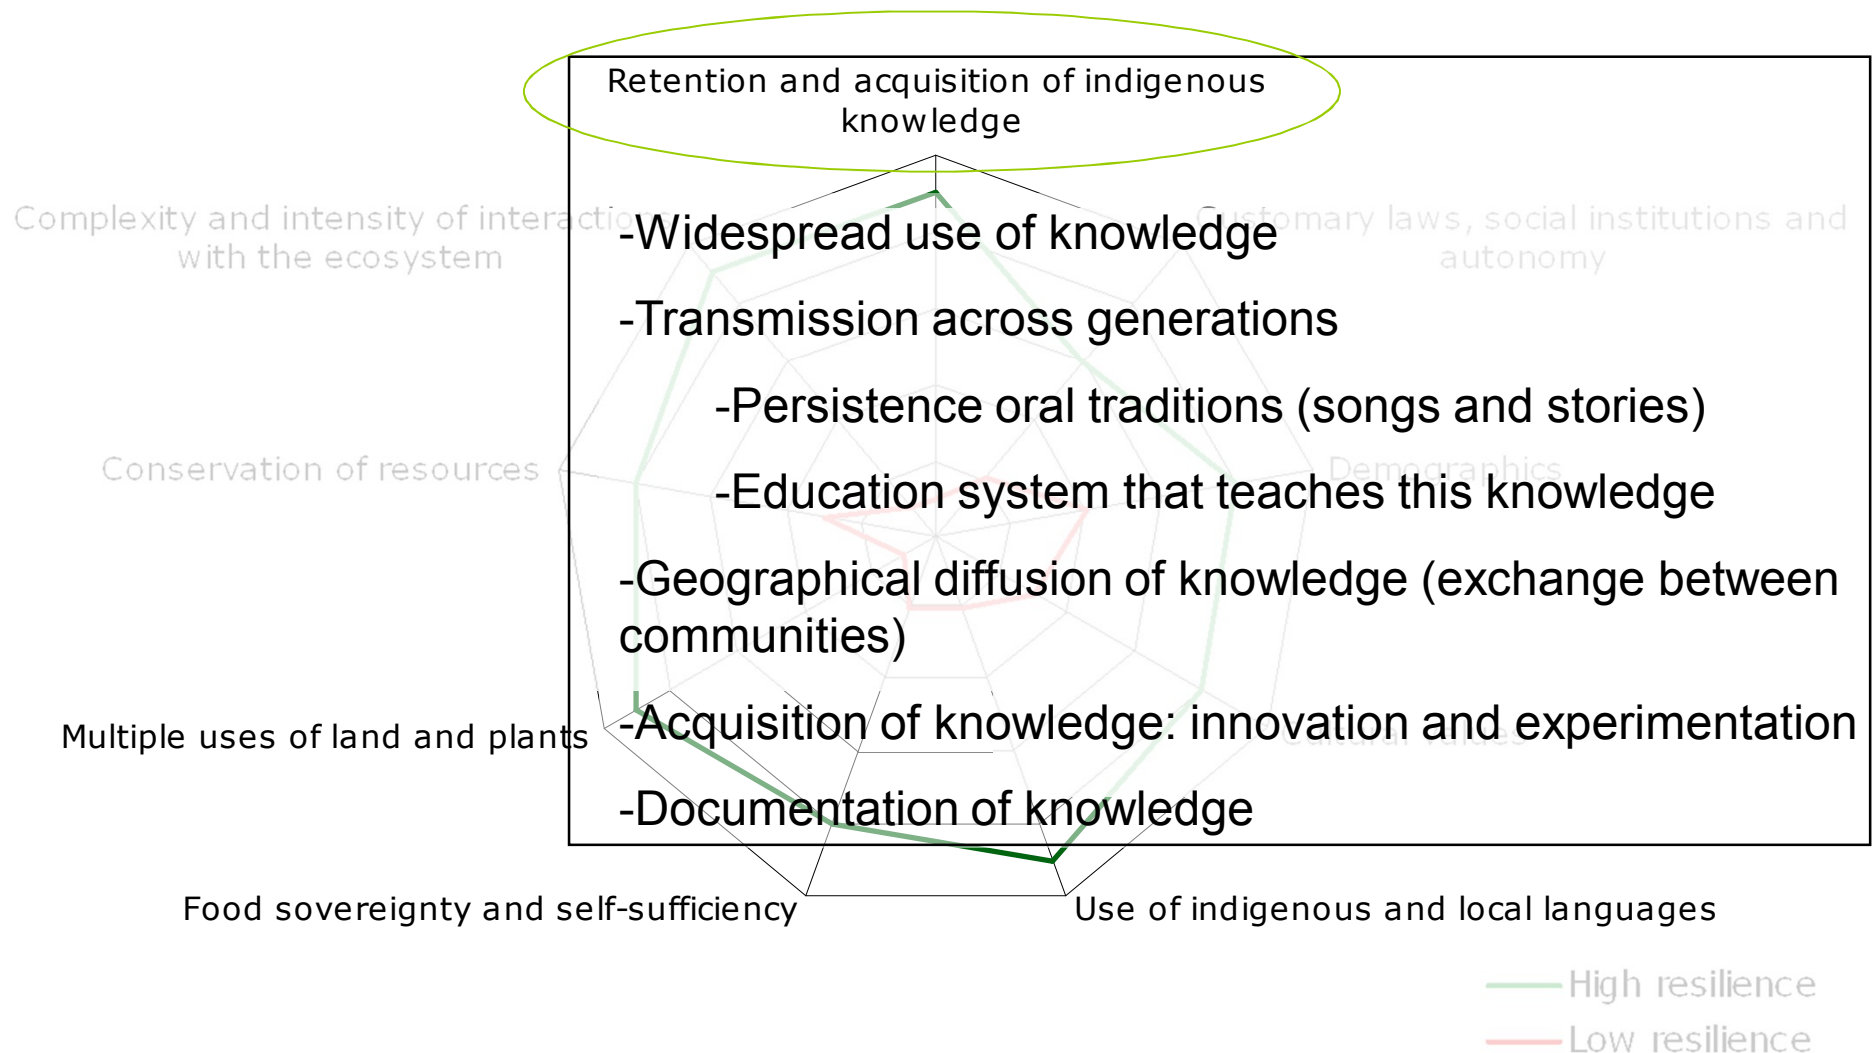 Retention and acquisition of indigenous
knowledge
Complexity and intensity of interactions
with the ecosystem
Customary laws, social institutions and
autonomy
-Widespread use of knowledge
-Transmission across generations
-Persistence oral traditions (songs and stories)
Conservation of resources
Demographics
-Education system that teaches this knowledge
-Geographical diffusion of knowledge (exchange between
communities)
Multiple uses of land and plants
-Acquisition of knowledge: innovation and experimentation
Cultural values
-Documentation of knowledge
Food sovereignty and self-sufficiency
Use of indigenous and local languages
High resilience
Low resilience